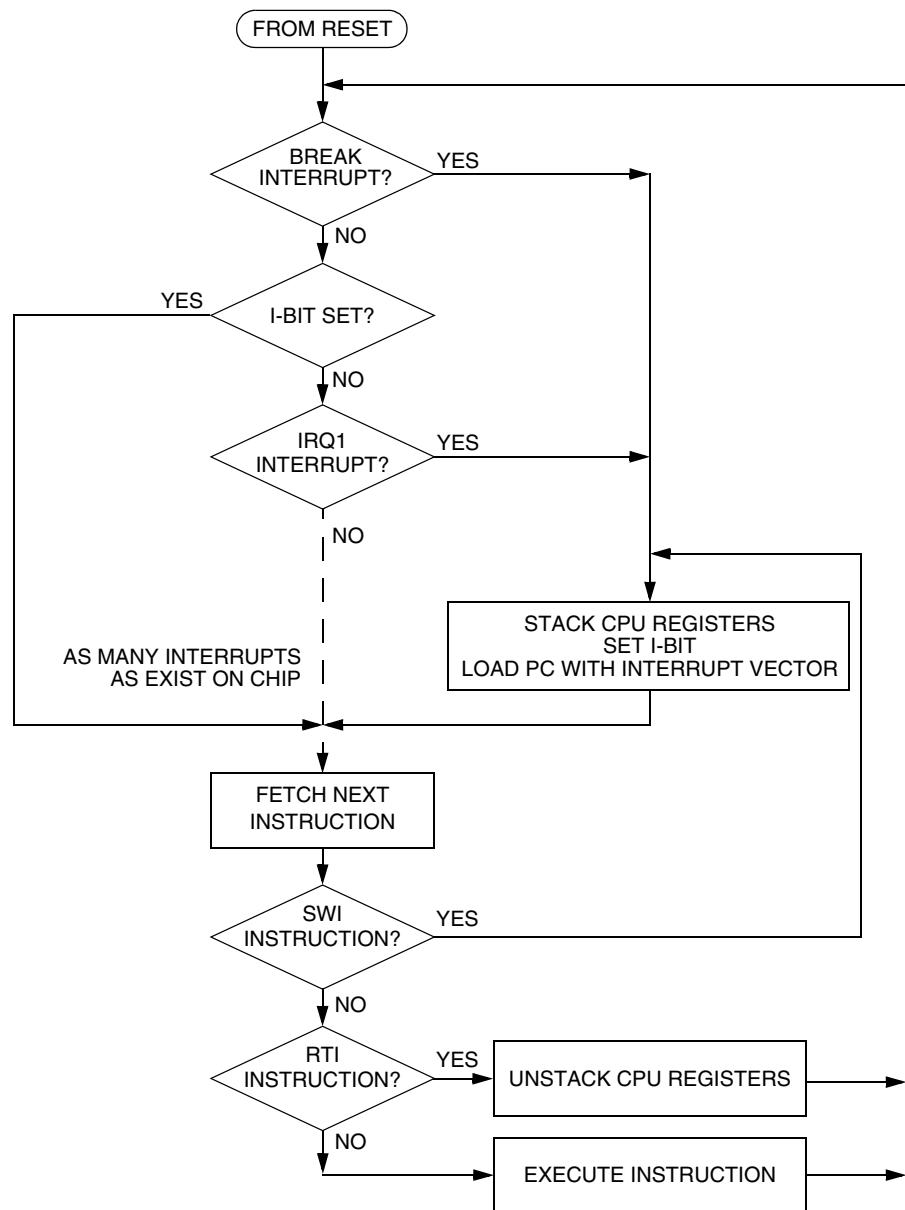 FROM RESET
BREAK
INTERRUPT?
YES
NO
YES
I-BIT SET?
NO
IRQ1
INTERRUPT?
YES
NO
STACK CPU REGISTERS
SET I-BIT
LOAD PC WITH INTERRUPT VECTOR
AS MANY INTERRUPTS
AS EXIST ON CHIP
FETCH NEXT
INSTRUCTION
SWI
INSTRUCTION?
YES
NO
RTI
INSTRUCTION?
YES
UNSTACK CPU REGISTERS
NO
EXECUTE INSTRUCTION